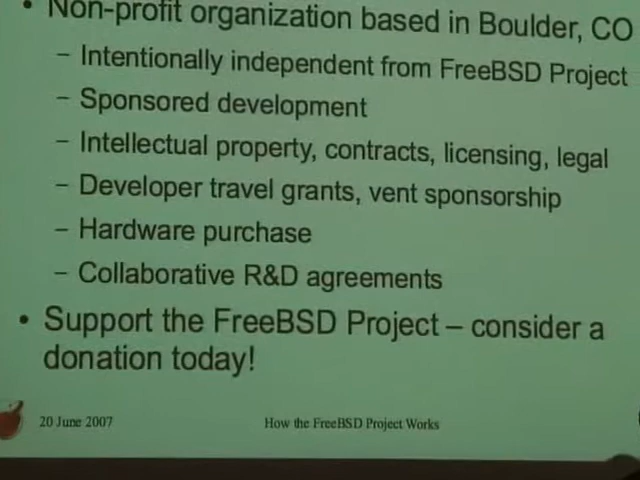 • Non-profit organization based in Boulder, CO
– Intentionally independent from FreeBSD Project
– Sponsored development
– Intellectual property, contracts, licensing, legal
– Developer travel grants, vent sponsorship
– Hardware purchase
– Collaborative R&D agreements
• Support the FreeBSD Project – consider a
donation today!
20 June 2007
How the FreeBSD Project Works